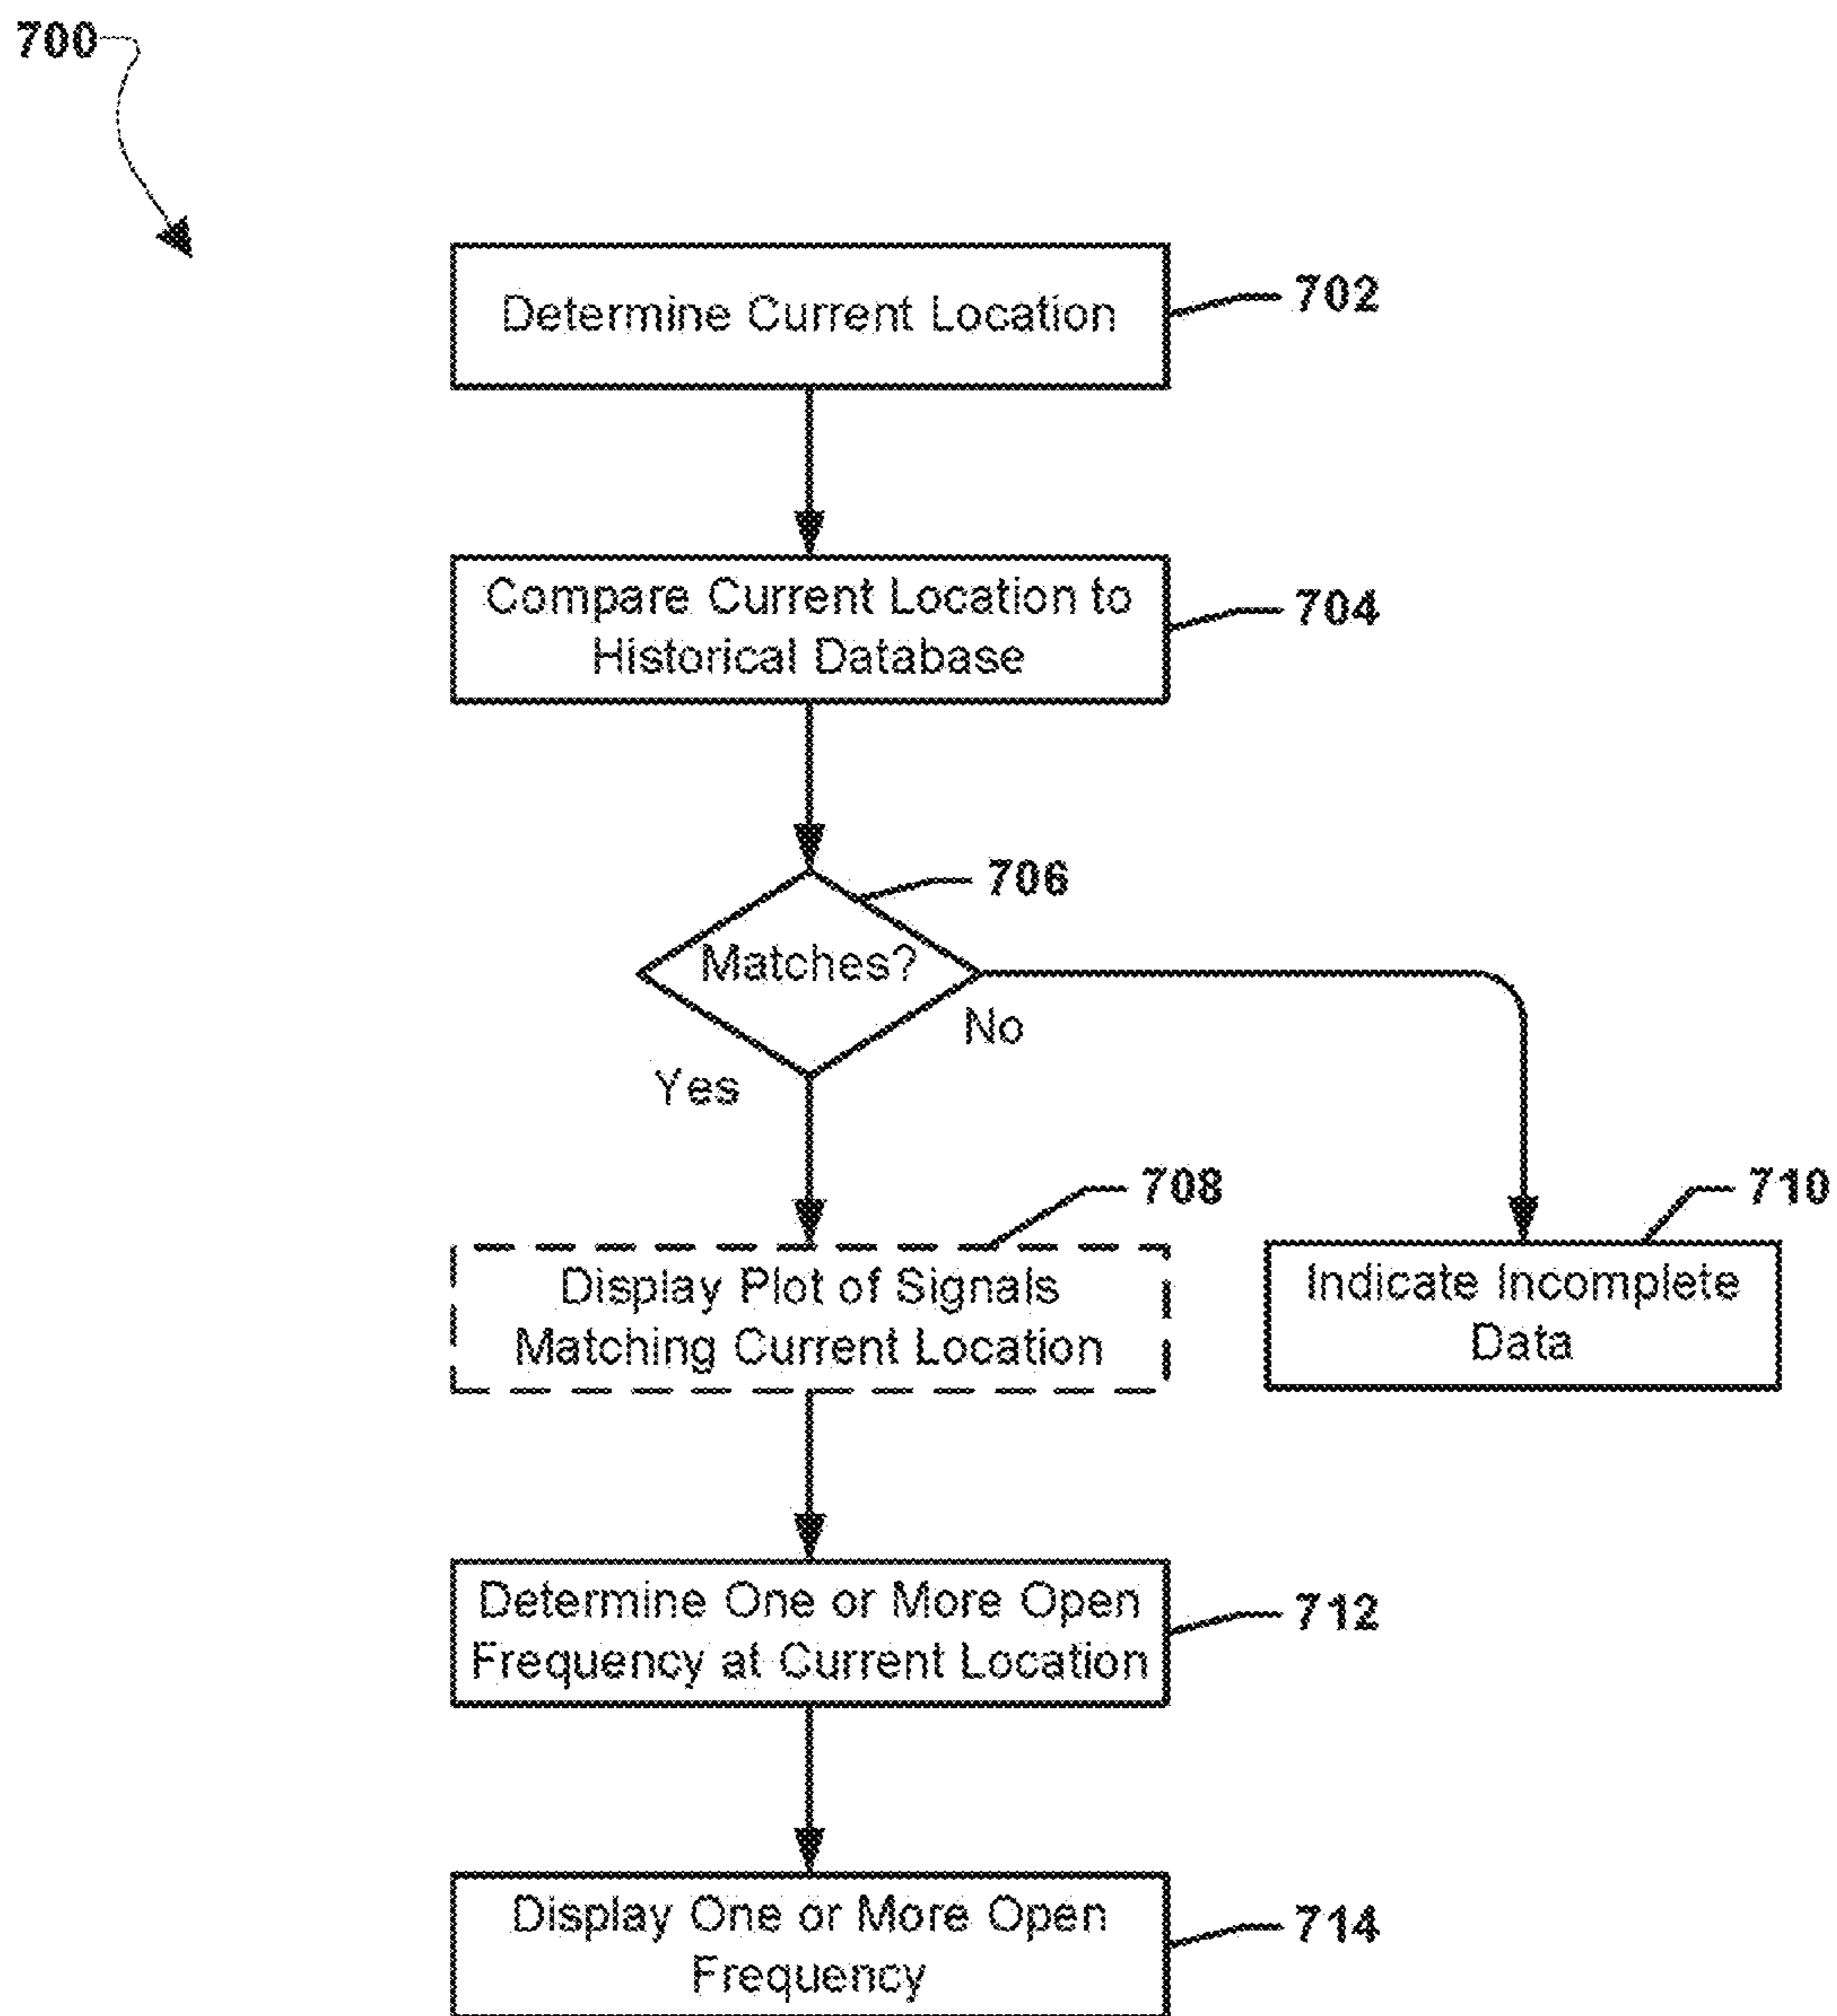 700
Determine Current Location
702
Compare Current Location to
Historical Database
704
706
Matches?
No
Yes
708
710
Display Plot of Signals
Matching Current Location
Indicate Incomplete
Data
Determine One or More Open
Frequency at Current Location
712
Display One or More Open
Frequency
714